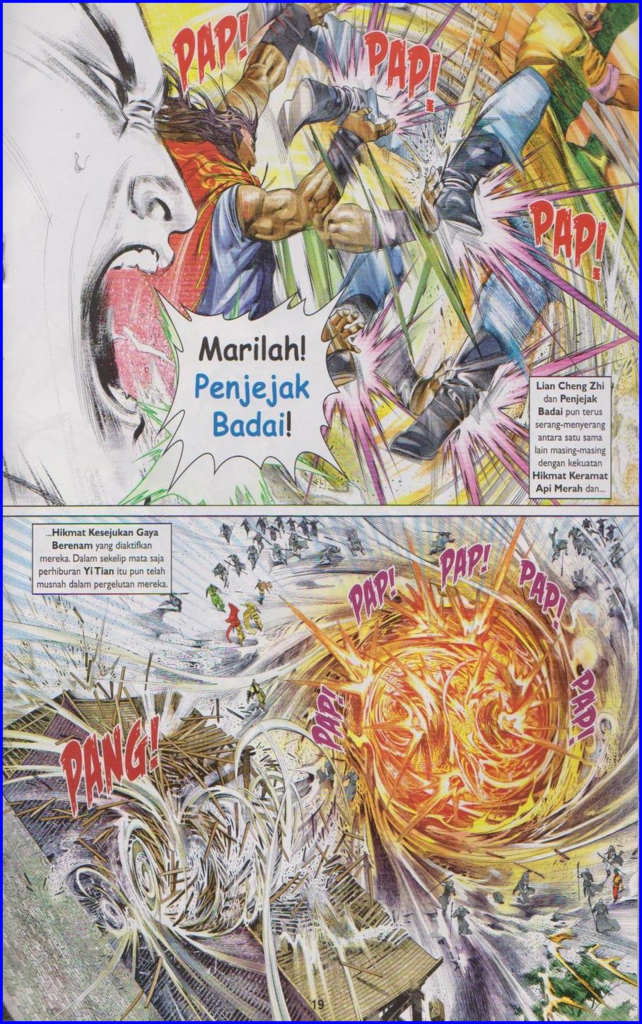 PAP!
PAP!
PAP!
Marilah!
Penjejak
Badai!
Lian Cheng Zhi
dan Penjejak
Badai pun terus
serang-menyerang
antara satu sama
lain masing-masing
dengan kekuatan
Hikmat Keramat
Api Merah dan...
...Hikmat Kesejukan Gaya
Berenam yang diaktifkan
mereka. Dalam sekelip mata saja
perhiburan Yi Tian itu pun telah
musnah dalam pergelutan mereka.
PAP!
PAP!
PAP!
PAP!
PAP!
PANG!
19